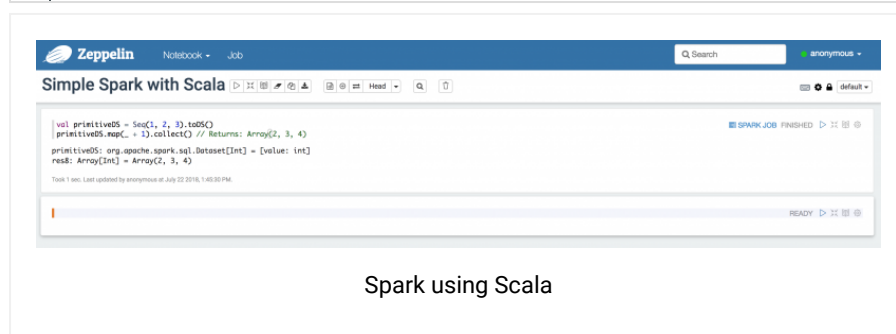 Zeppelin Notebook Job Search anonymous
Simple Spark with Scala Head default
val primitiveDS = Seq(1, 2, 3).toDS()
SPARK JOB FINISHED
primitiveDS.map(_ + 1).collect() // Returns: Array(2, 3, 4)
primitiveDS: org.apache.spark.sql.Dataset[Int] = [value: int]
res8: Array[Int] = Array(2, 3, 4)
Took 1 sec. Last updated by anonymous at July 22 2018, 1:45:30 PM.
READY
Spark using Scala